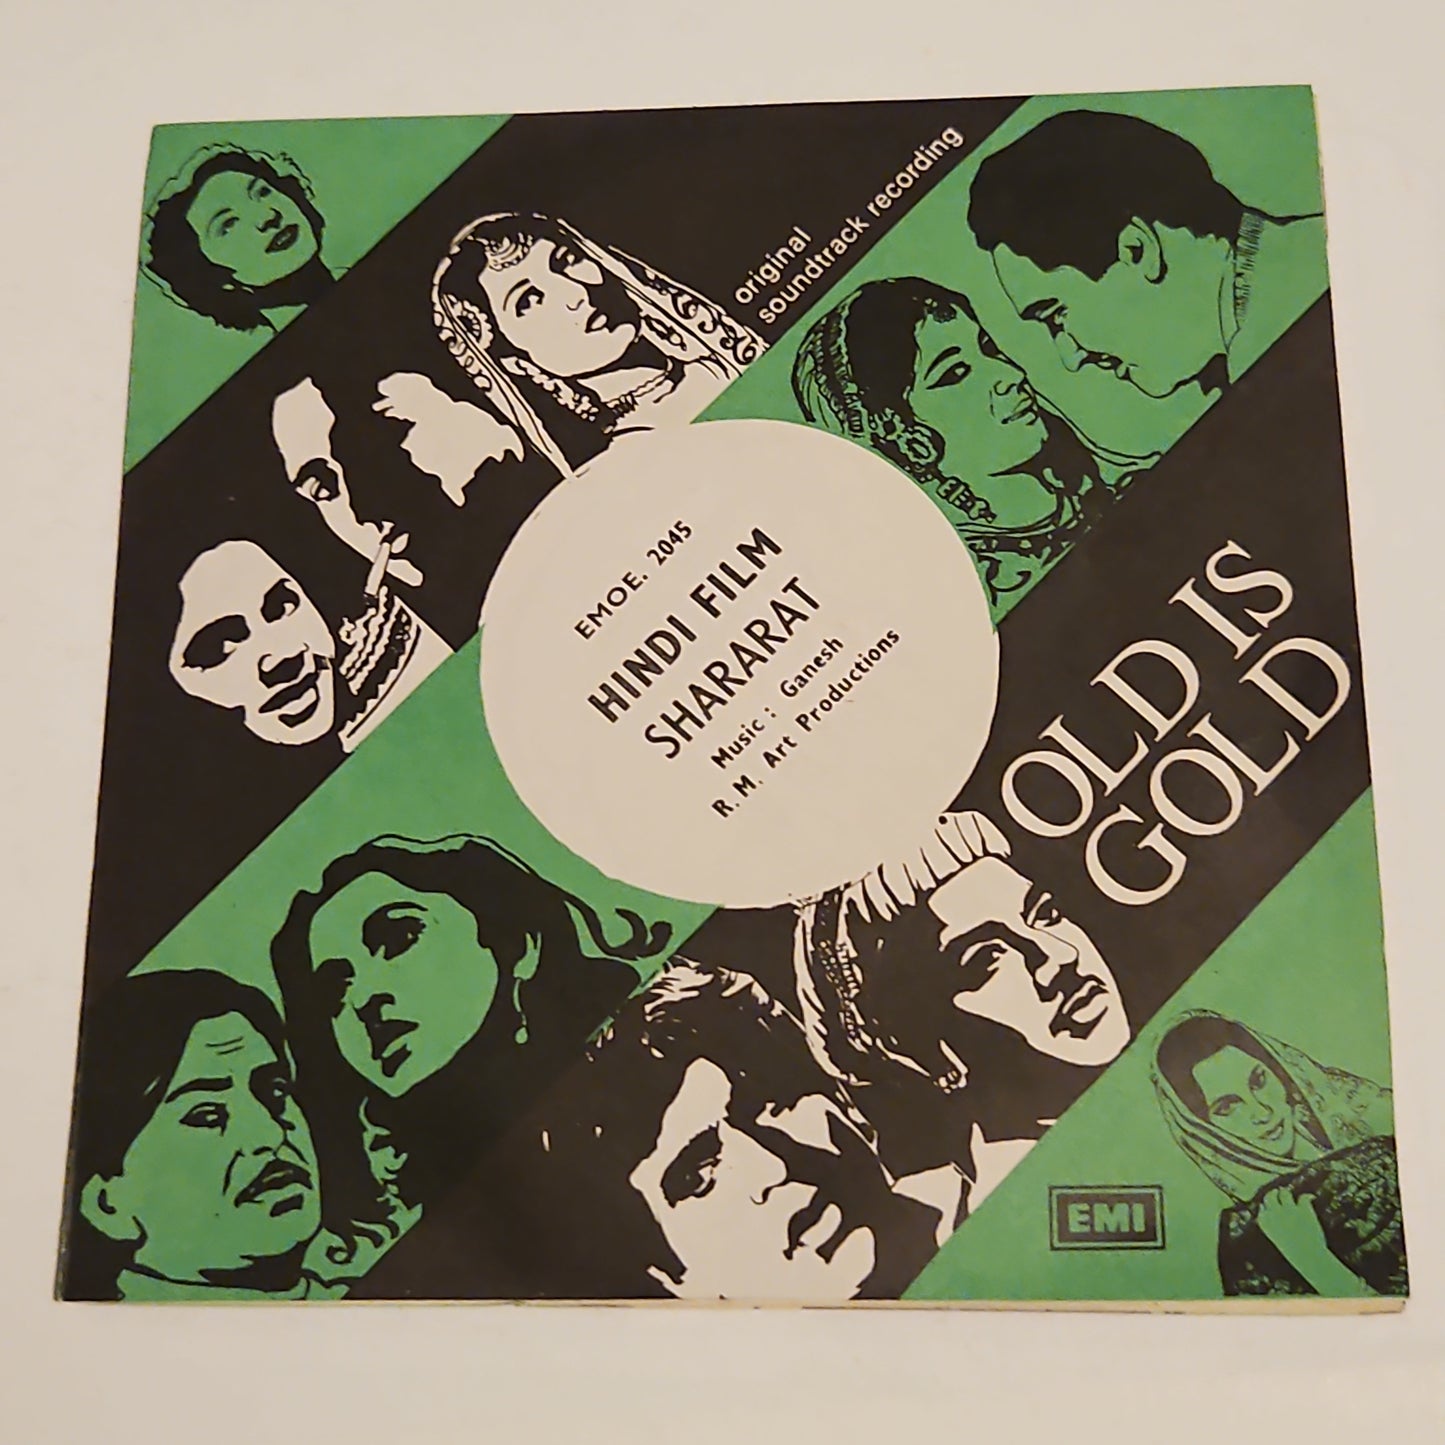 original
soundtrack recording
EMOE. 2045
HINDI FILM
SHARARAT
Music : Ganesh
R. M. Art Productions
OLD IS
GOLD
EMI